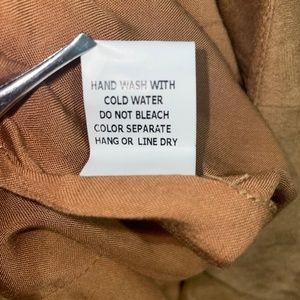 HAND WASH WITH
COLD WATER
DO NOT BLEACH
COLOR SEPARATE
HANG OR LINE DRY